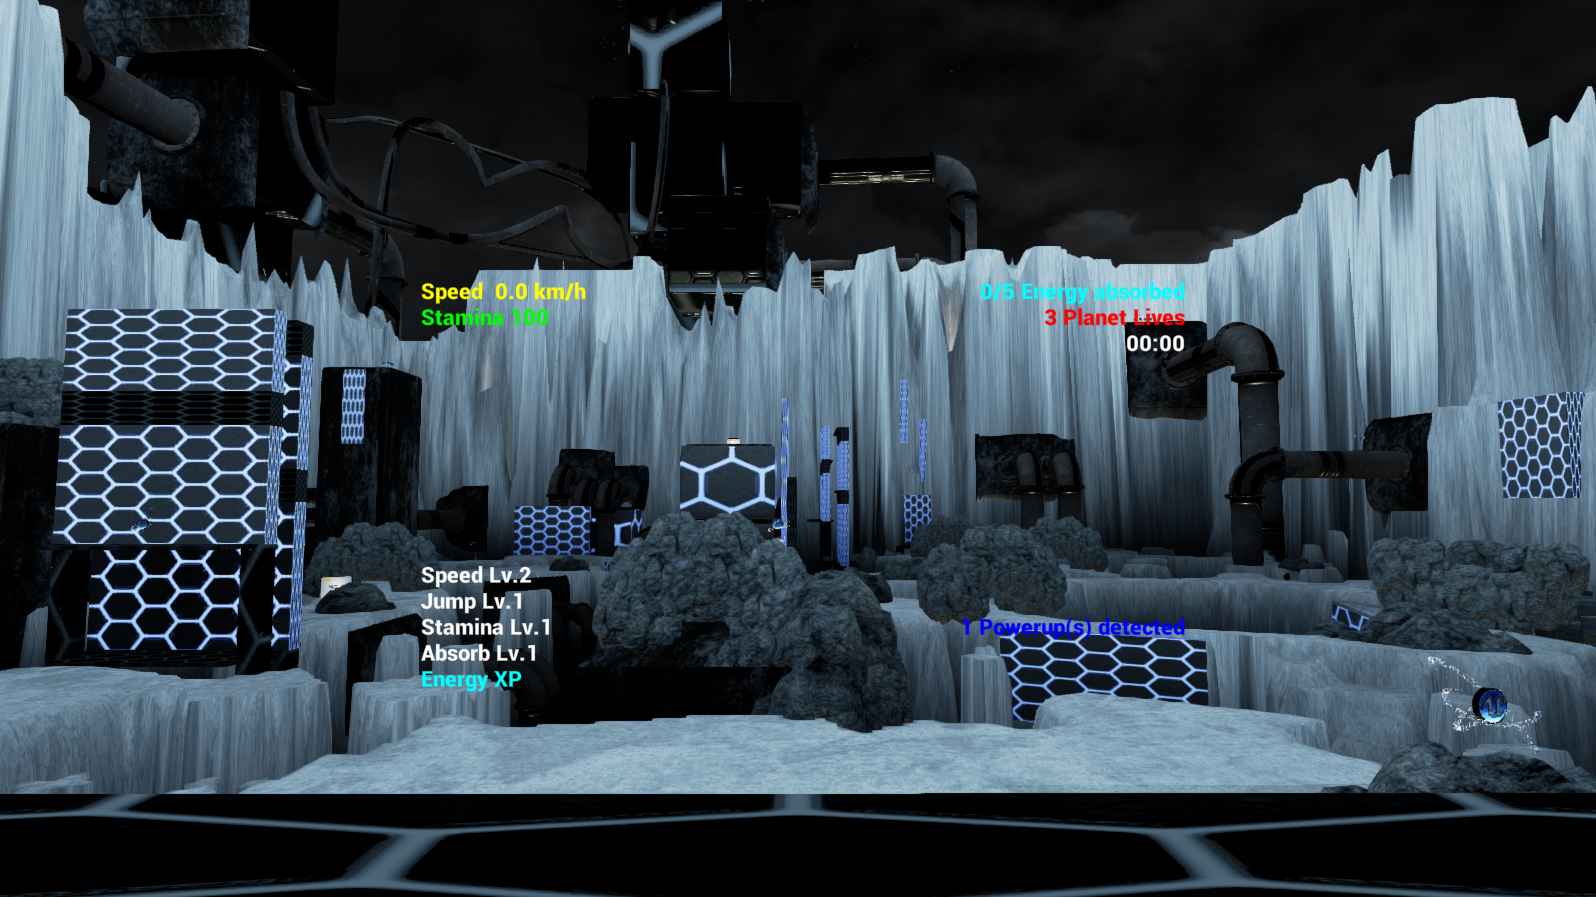 Speed 0.0 km/h
Stamina 100
0/5 Energy absorbed
3 Planet Lives
00:00
Speed Lv.2
Jump Lv.1
Stamina Lv.1
Absorb Lv.1
Energy XP
1 Powerup(s) detected